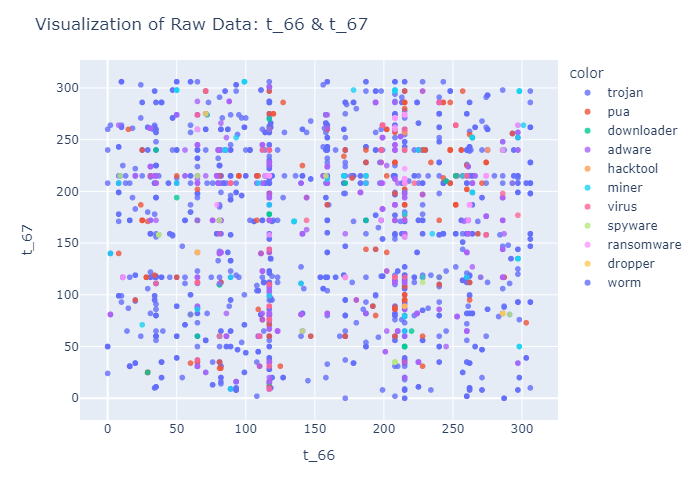 Visualization of Raw Data: t_66 & t_67
color
trojan
pua
downloader
adware
hacktool
miner
virus
spyware
ransomware
dropper
worm
t_67
300
250
200
150
100
50
0
0 50 100 150 200 250 300
t_66